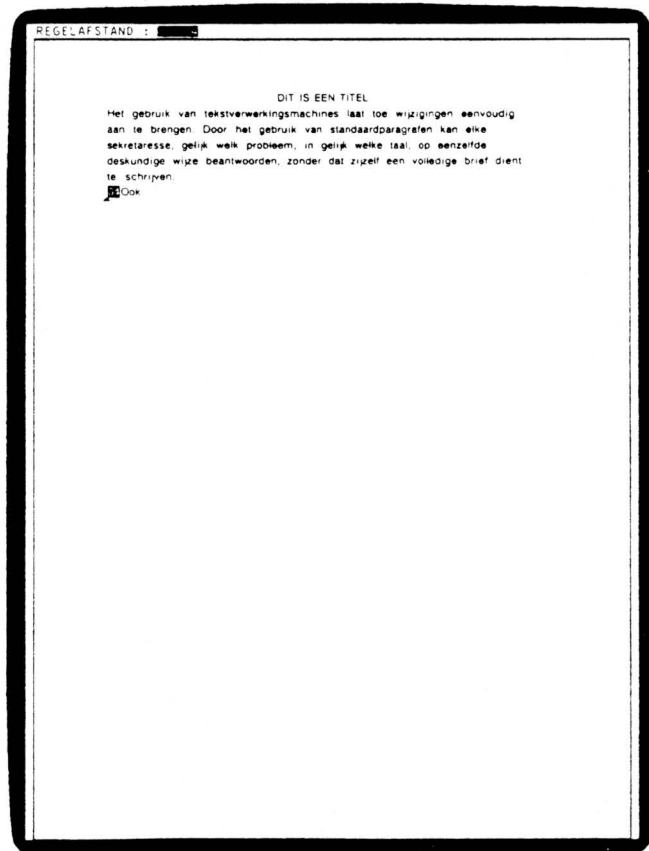 REGELAFSTAND :
DIT IS EEN TITEL
Het gebruik van tekstverwerkingsmachines laat toe wijzigingen eenvoudig
aan te brengen. Door het gebruik van standaardparagrafen kan elke
sekretaresse, gelijk welk probleem, in gelijk welke taal, op eenzelfde
deskundige wijze beantwoorden, zonder dat zijzelf een volledige brief dient
te schrijven.
Ook